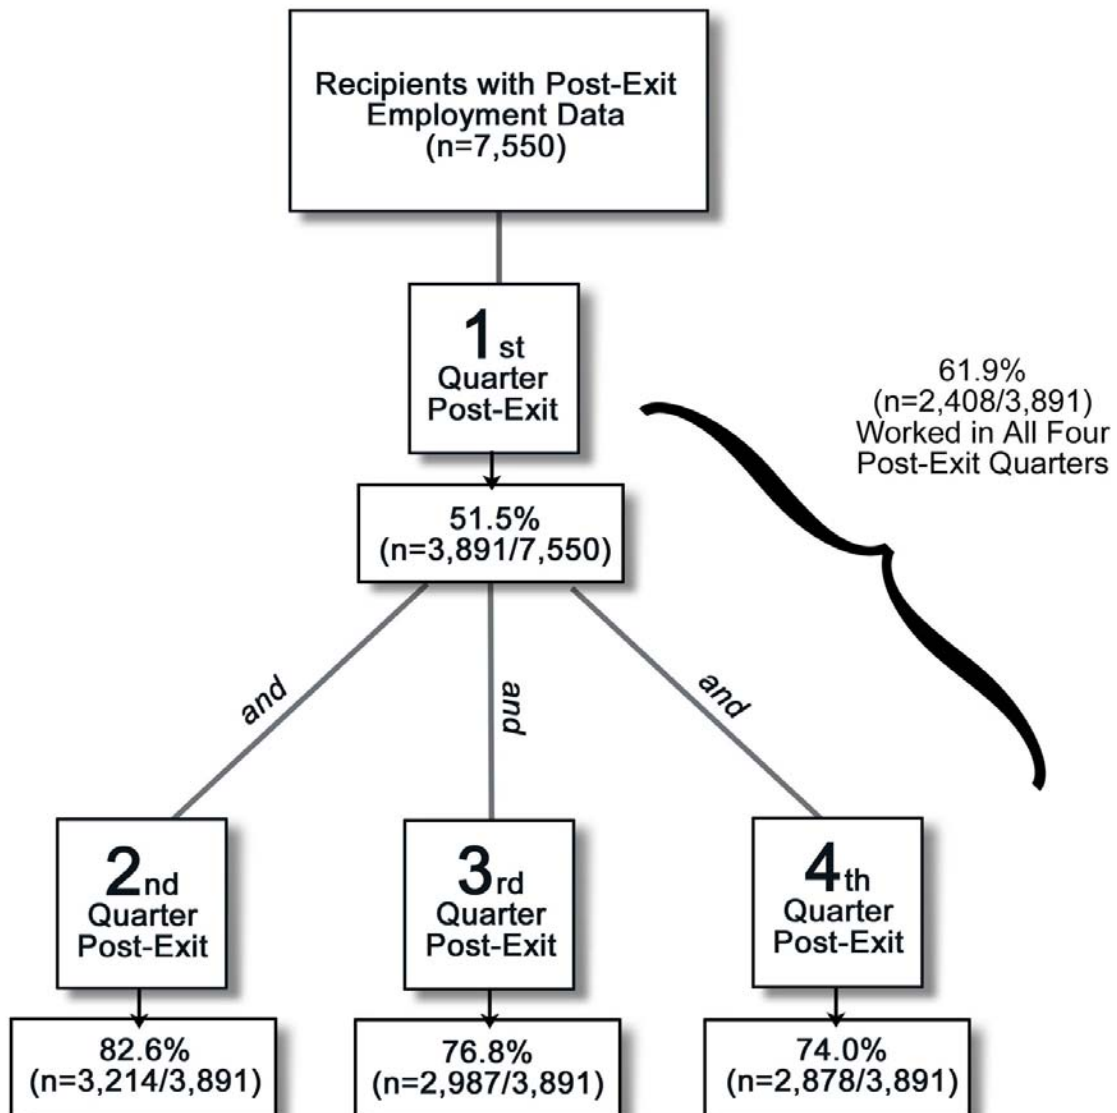 Recipients with Post-Exit
Employment Data
(n=7,550)
1st
Quarter
Post-Exit
61.9%
(n=2,408/3,891)
Worked in All Four
Post-Exit Quarters
51.5%
(n=3,891/7,550)
and
and
and
2nd
Quarter
Post-Exit
3rd
Quarter
Post-Exit
4th
Quarter
Post-Exit
82.6%
(n=3,214/3,891)
76.8%
(n=2,987/3,891)
74.0%
(n=2,878/3,891)